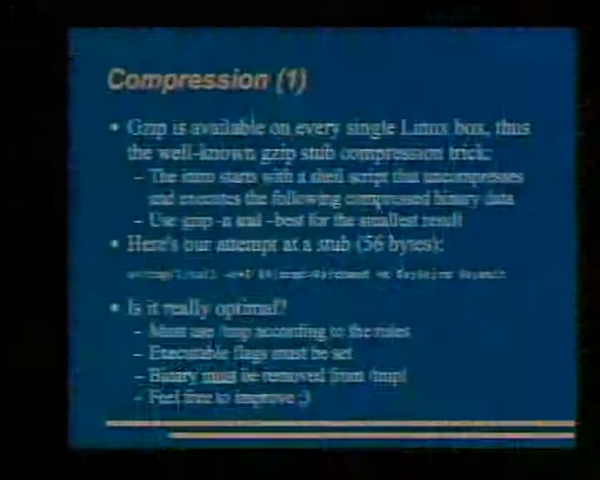 Compression (1)
• Gzip is available on every single Linux box, thus
the well-known gzip stub compression trick:
– The intro starts with a shell script that uncompresses
and executes the following compressed binary data
– Use gzip -n and --best for the smallest result
• Here's our attempt at a stub (56 bytes):
• Is it really optimal?
– Must use /tmp according to the rules
– Executable flags must be set
– Binary must be removed from /tmp!
– Feel free to improve ;)